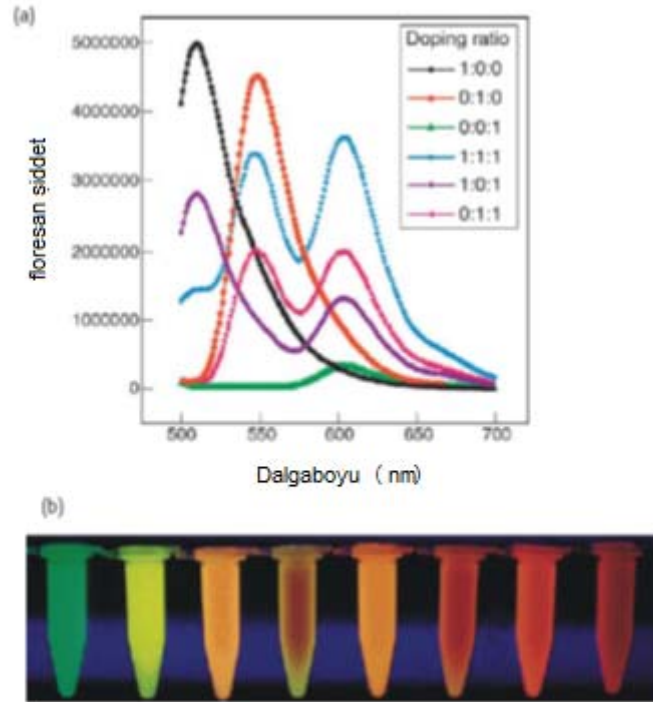 (a)
5000000
4000000
3000000
2000000
1000000
0
floresan şiddet
Doping ratio
1:0:0
0:1:0
0:0:1
1:1:1
1:0:1
0:1:1
500 550 600 650 700
Dalgaboyu ( nm)
(b)